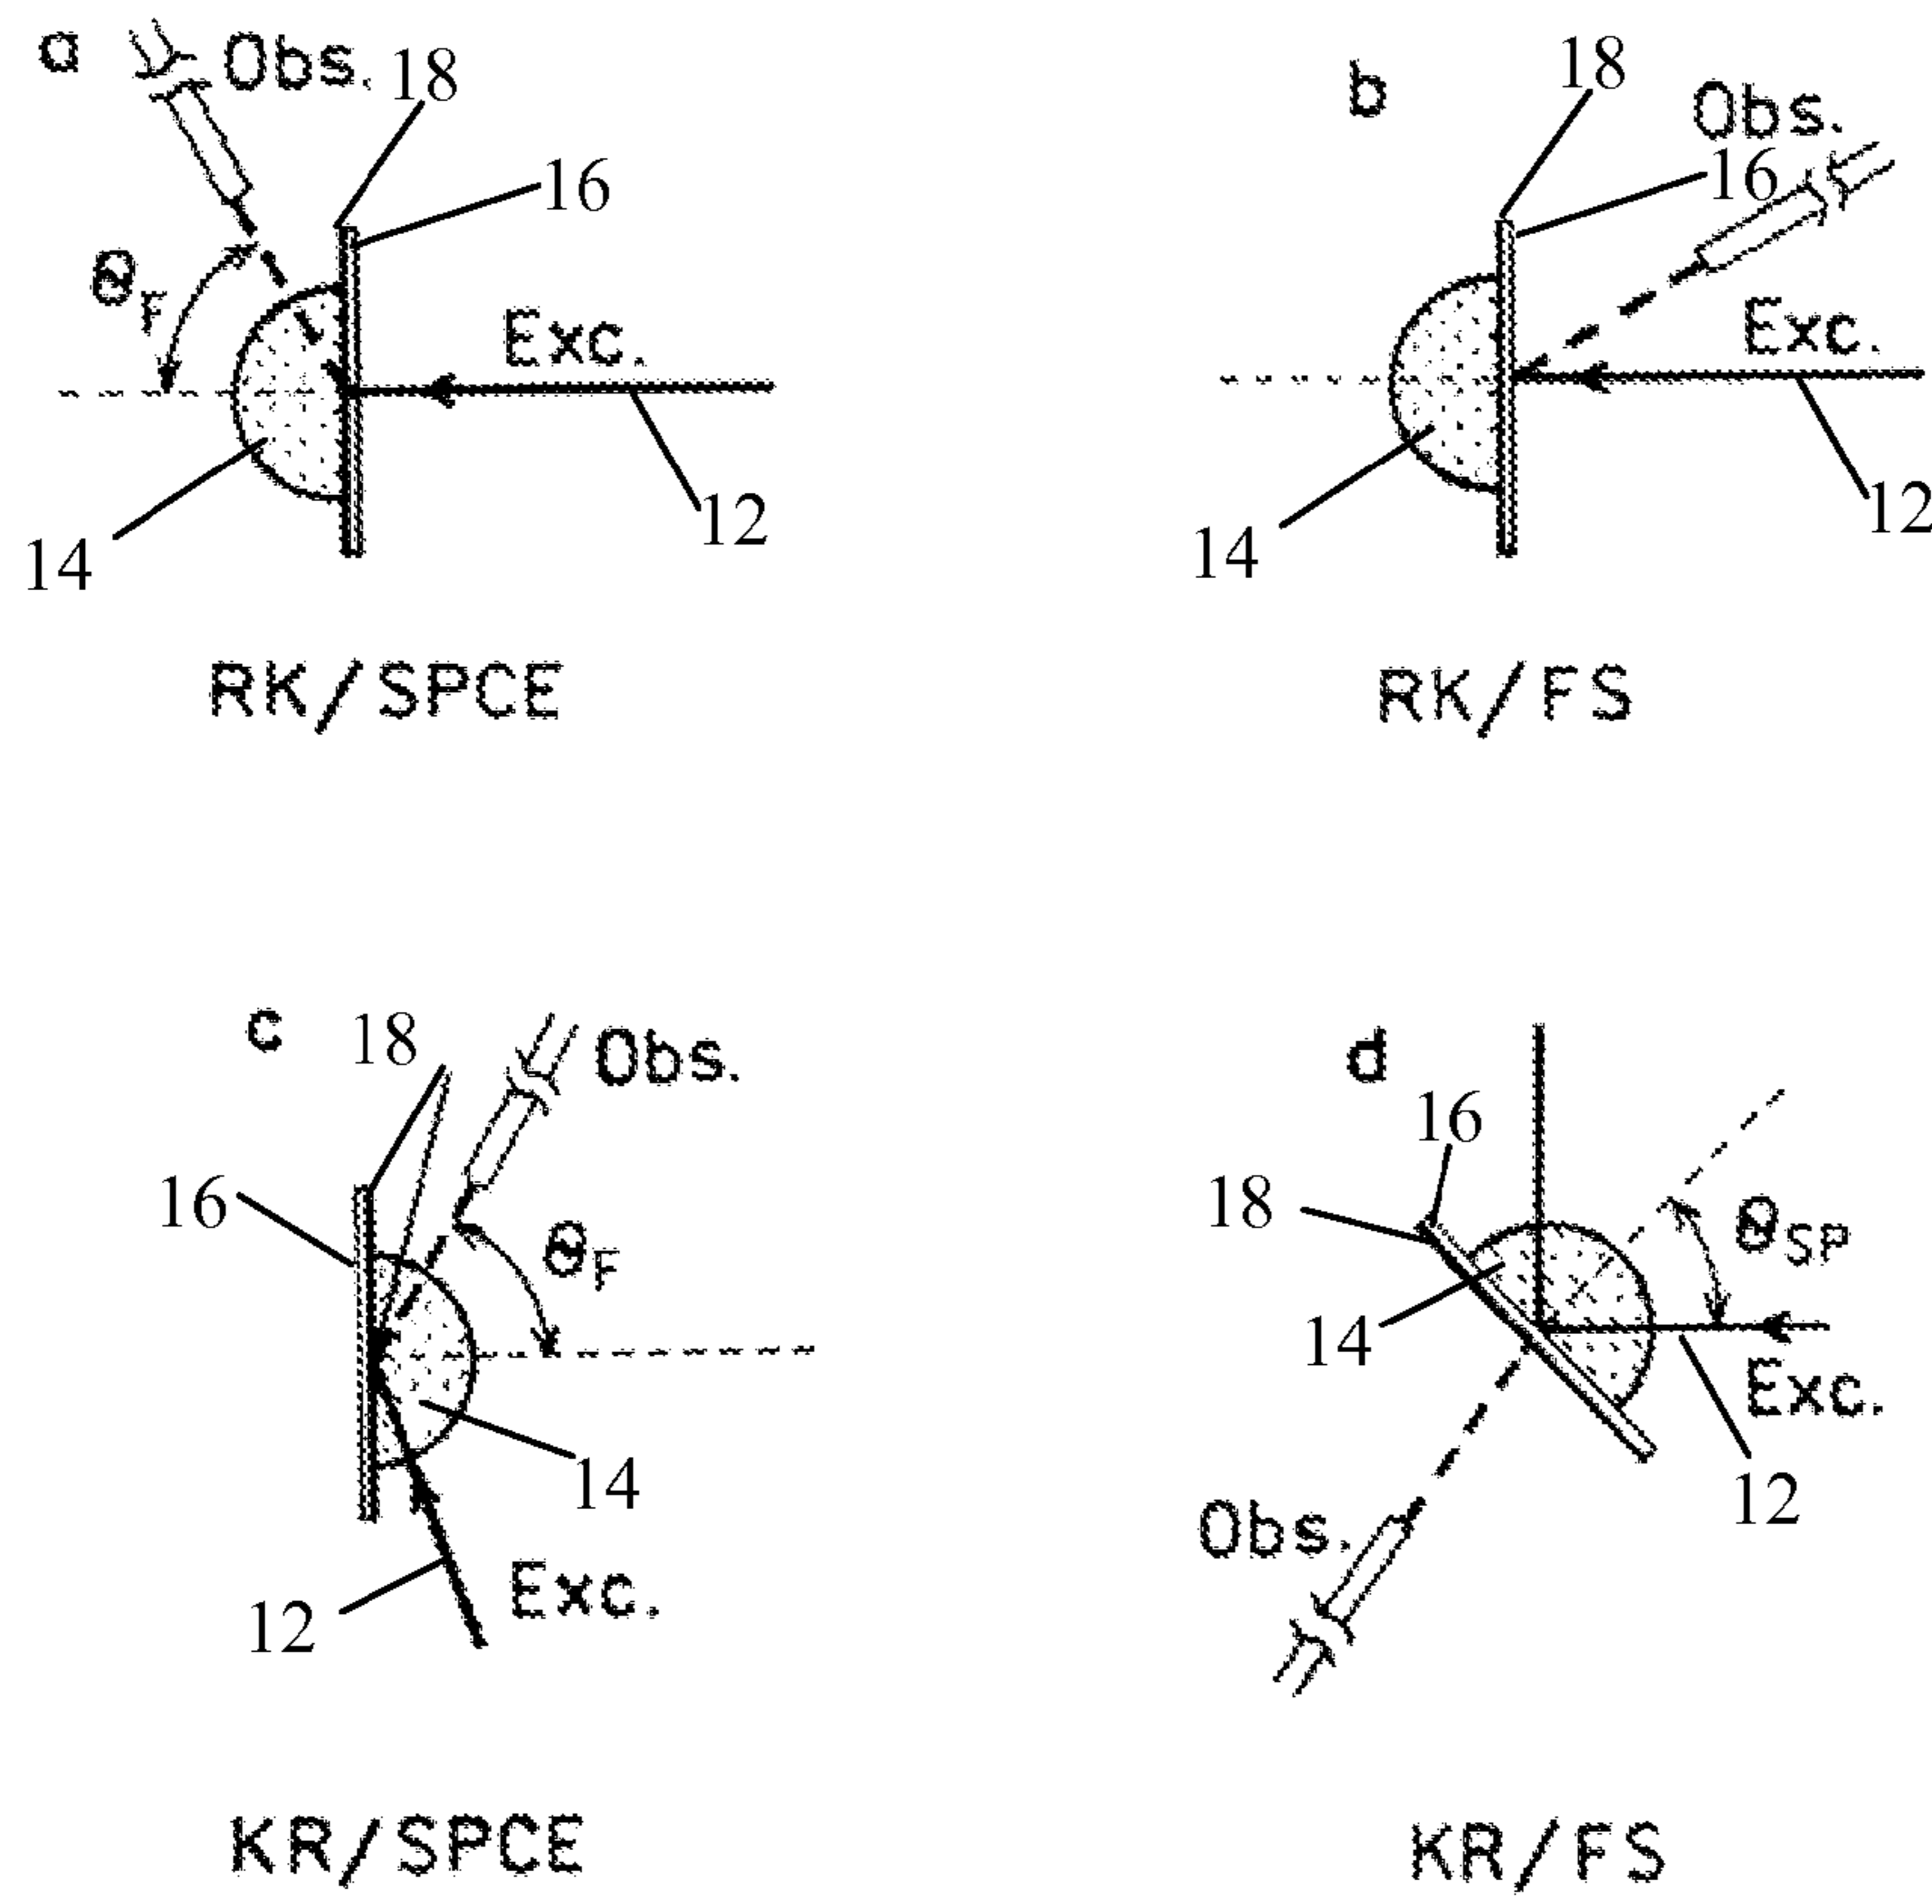 a Obs. 18
16
θF
Exc.
12
14
RK/SPCE
b 18
Obs.
16
Exc.
12
14
RK/FS
c 18 Obs.
16
θF
14
12 Exc.
KR/SPCE
d
16
18
θSP
14
Exc.
12
Obs.
KR/FS